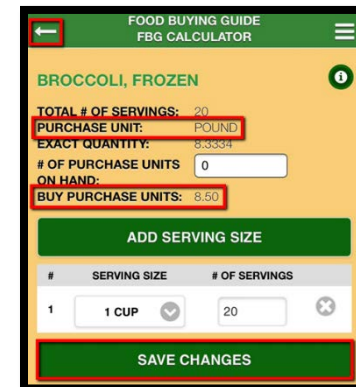 FOOD BUYING GUIDE
FBG CALCULATOR
BROCCOLI, FROZEN
TOTAL # OF SERVINGS: 20
PURCHASE UNIT: POUND
EXACT QUANTITY: 8.3334
# OF PURCHASE UNITS ON HAND: 0
BUY PURCHASE UNITS: 8.50
ADD SERVING SIZE
# SERVING SIZE # OF SERVINGS
1 1 CUP 20
SAVE CHANGES